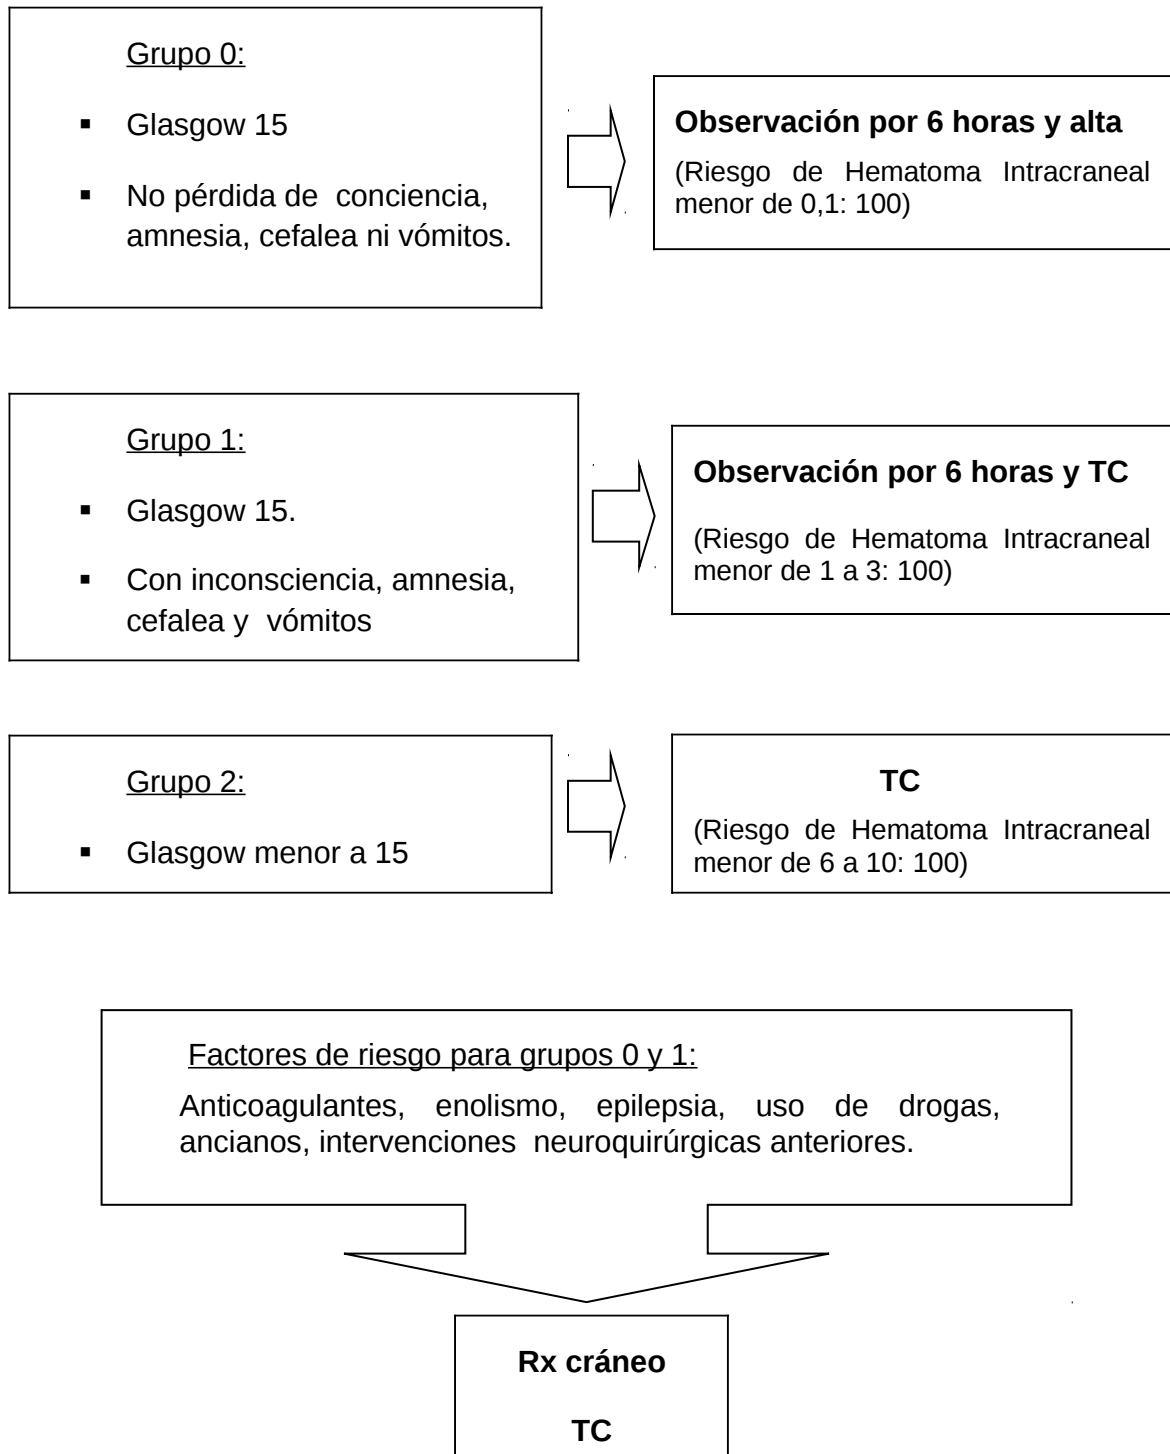 Grupo 0:
▪ Glasgow 15
▪ No pérdida de conciencia,
amnesia, cefalea ni vómitos.
Observación por 6 horas y alta
(Riesgo de Hematoma Intracraneal
menor de 0,1: 100)
Grupo 1:
▪ Glasgow 15.
▪ Con inconsciencia, amnesia,
cefalea y vómitos
Observación por 6 horas y TC
(Riesgo de Hematoma Intracraneal
menor de 1 a 3: 100)
Grupo 2:
▪ Glasgow menor a 15
TC
(Riesgo de Hematoma Intracraneal
menor de 6 a 10: 100)
Factores de riesgo para grupos 0 y 1:
Anticoagulantes, enolismo, epilepsia, uso de drogas,
ancianos, intervenciones neuroquirúrgicas anteriores.
Rx cráneo
TC